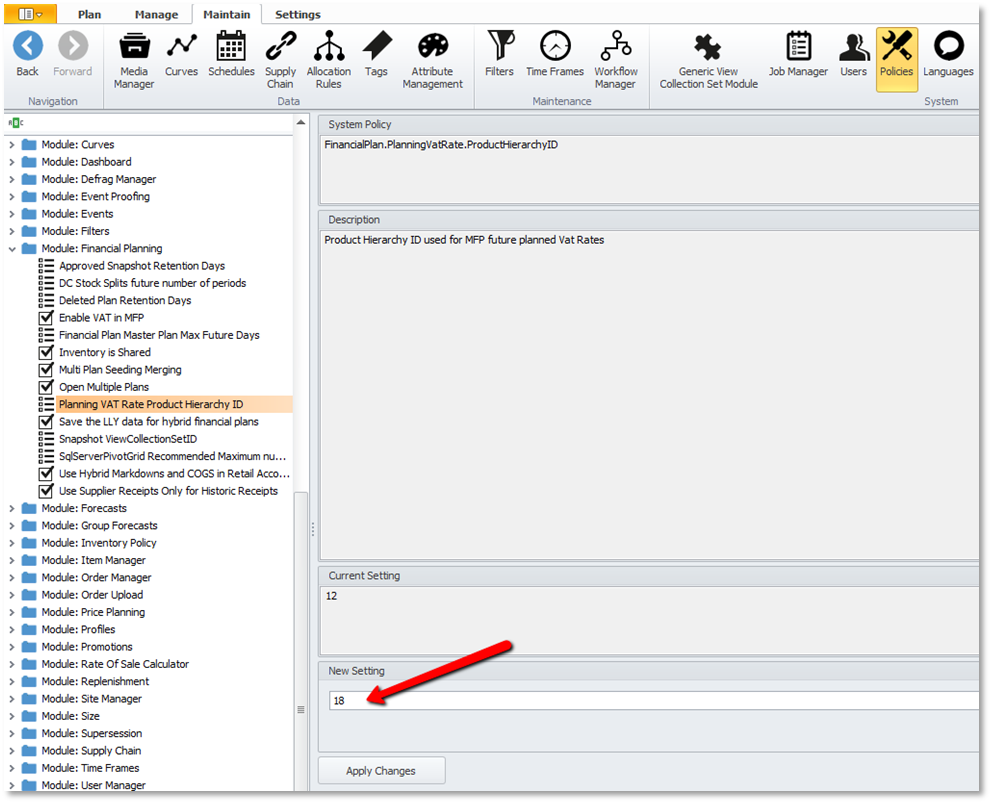 Plan Manage Maintain Settings
Back Forward Media Manager Curves Schedules Supply Chain Allocation Rules Tags Attribute Management Filters Time Frames Workflow Manager Generic View Collection Set Module Job Manager Users Policies Languages
Navigation Data Maintenance System
ABC
Module: Curves
Module: Dashboard
Module: Defrag Manager
Module: Event Proofing
Module: Events
Module: Filters
Module: Financial Planning
Approved Snapshot Retention Days
DC Stock Splits future number of periods
Deleted Plan Retention Days
Enable VAT in MFP
Financial Plan Master Plan Max Future Days
Inventory is Shared
Multi Plan Seeding Merging
Open Multiple Plans
Planning VAT Rate Product Hierarchy ID
Save the LLY data for hybrid financial plans
Snapshot ViewCollectionSetID
SqlServerPivotGrid Recommended Maximum nu...
Use Hybrid Markdowns and COGS in Retail Acco...
Use Supplier Receipts Only for Historic Receipts
Module: Forecasts
Module: Group Forecasts
Module: Inventory Policy
Module: Item Manager
Module: Order Manager
Module: Order Upload
Module: Price Planning
Module: Profiles
Module: Promotions
Module: Rate Of Sale Calculator
Module: Replenishment
Module: Site Manager
Module: Size
Module: Supersession
Module: Supply Chain
Module: Time Frames
Module: User Manager
System Policy
FinancialPlan.PlanningVatRate.ProductHierarchyID
Description
Product Hierarchy ID used for MFP future planned Vat Rates
Current Setting
12
New Setting
18
Apply Changes